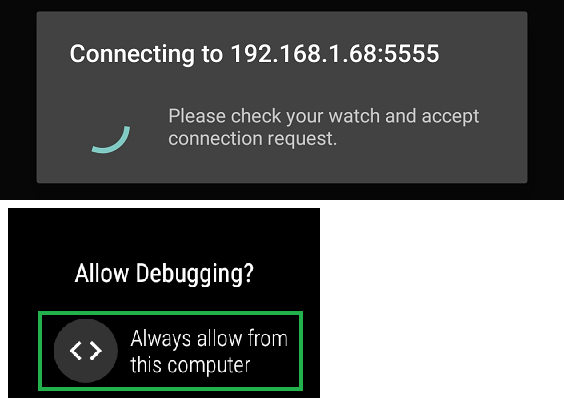 Connecting to 192.168.1.68:5555
Please check your watch and accept
connection request.
Allow Debugging?
Always allow from
this computer